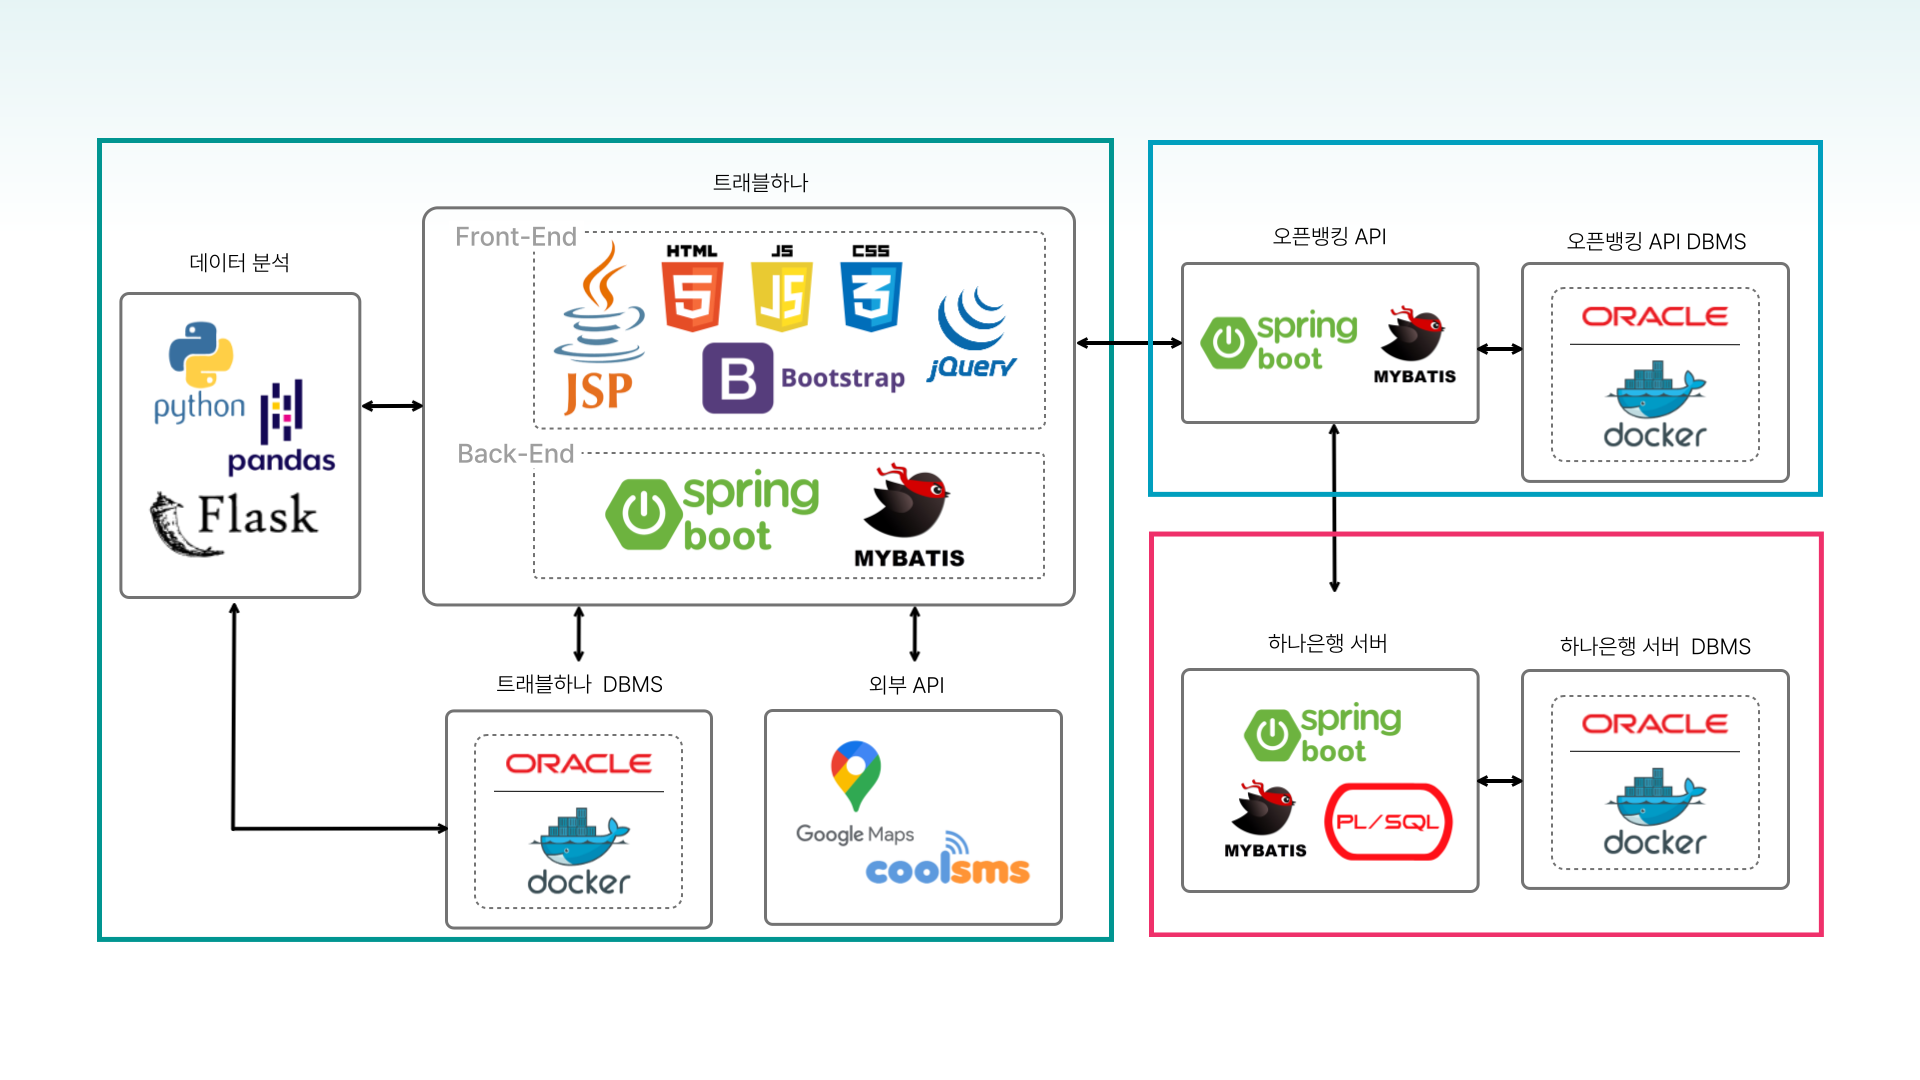 트래블하나
Front-End
HTML
5
JS
JS
CSS
3
JSP
B
Bootstrap
jQuery
Back-End
spring
boot
MYBATIS
데이터 분석
python
pandas
Flask
트래블하나 DBMS
ORACLE
docker
외부 API
Google Maps
coolsms
오픈뱅킹 API
spring
boot
MYBATIS
오픈뱅킹 API DBMS
ORACLE
docker
하나은행 서버
spring
boot
MYBATIS
PL/SQL
하나은행 서버 DBMS
ORACLE
docker